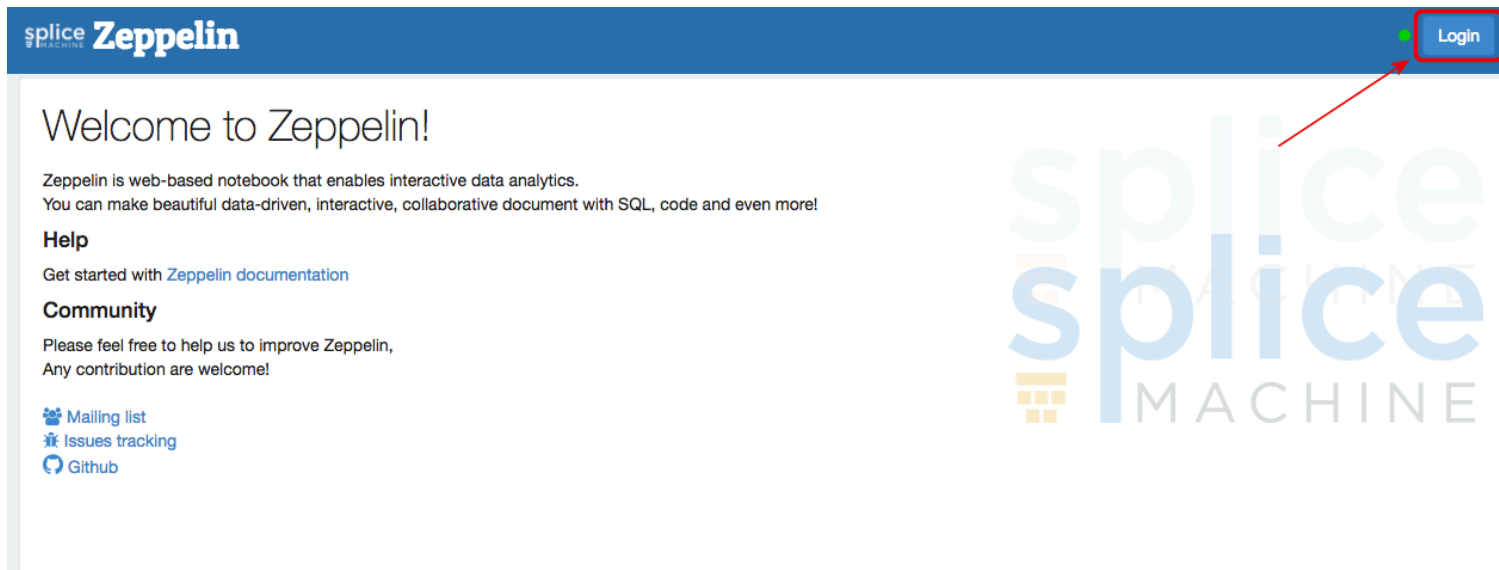 splice MACHINE Zeppelin
Login
Welcome to Zeppelin!
Zeppelin is web-based notebook that enables interactive data analytics.
You can make beautiful data-driven, interactive, collaborative document with SQL, code and even more!
Help
Get started with Zeppelin documentation
Community
Please feel free to help us to improve Zeppelin,
Any contribution are welcome!
Mailing list
Issues tracking
Github
splice
MACHINE
splice
MACHINE